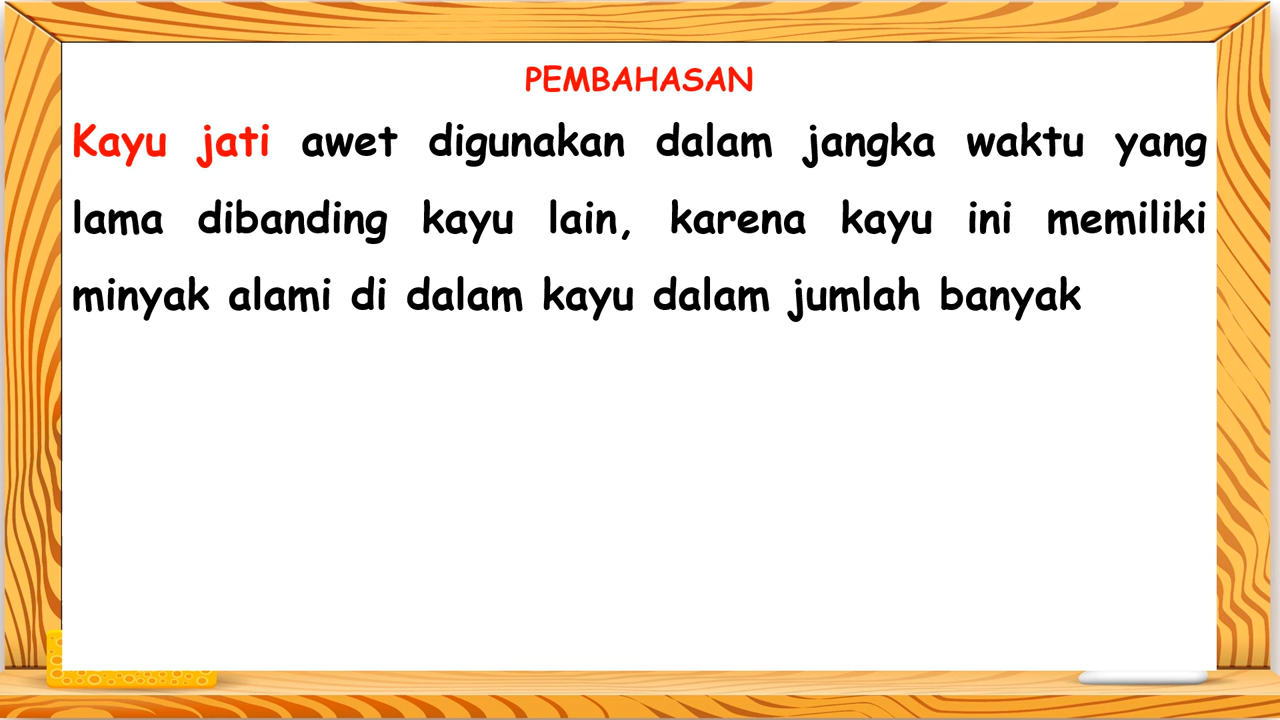 PEMBAHASAN
Kayu jati awet digunakan dalam jangka waktu yang
lama dibanding kayu lain, karena kayu ini memiliki
minyak alami di dalam kayu dalam jumlah banyak